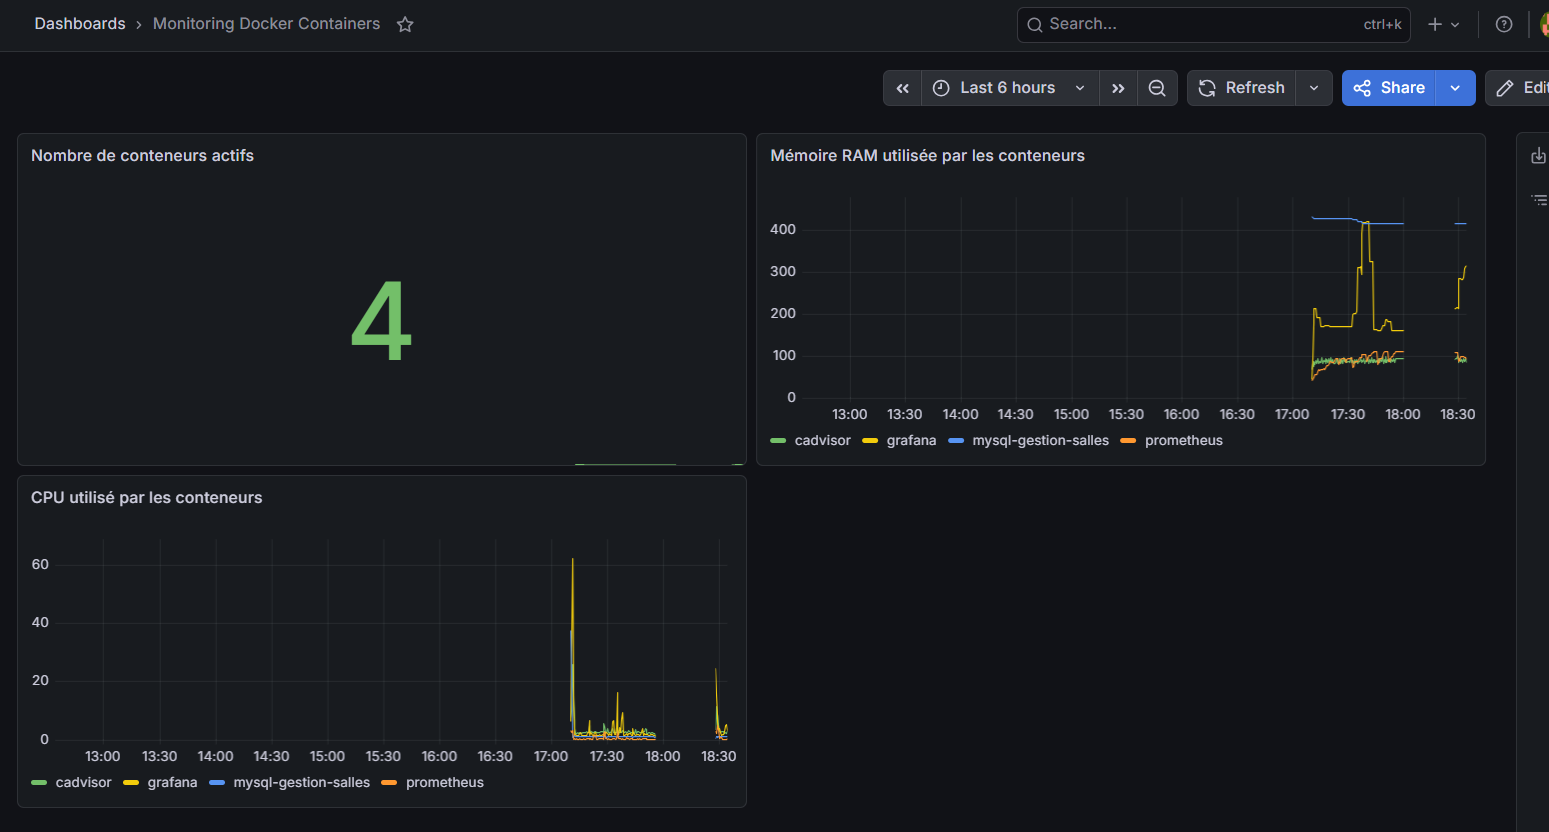 Dashboards › Monitoring Docker Containers
Search... ctrl+k
Last 6 hours
Refresh
Share
Edit
Nombre de conteneurs actifs
4
Mémoire RAM utilisée par les conteneurs
400
300
200
100
0
13:00 13:30 14:00 14:30 15:00 15:30 16:00 16:30 17:00 17:30 18:00 18:30
cadvisor grafana mysql-gestion-salles prometheus
CPU utilisé par les conteneurs
60
40
20
0
13:00 13:30 14:00 14:30 15:00 15:30 16:00 16:30 17:00 17:30 18:00 18:30
cadvisor grafana mysql-gestion-salles prometheus